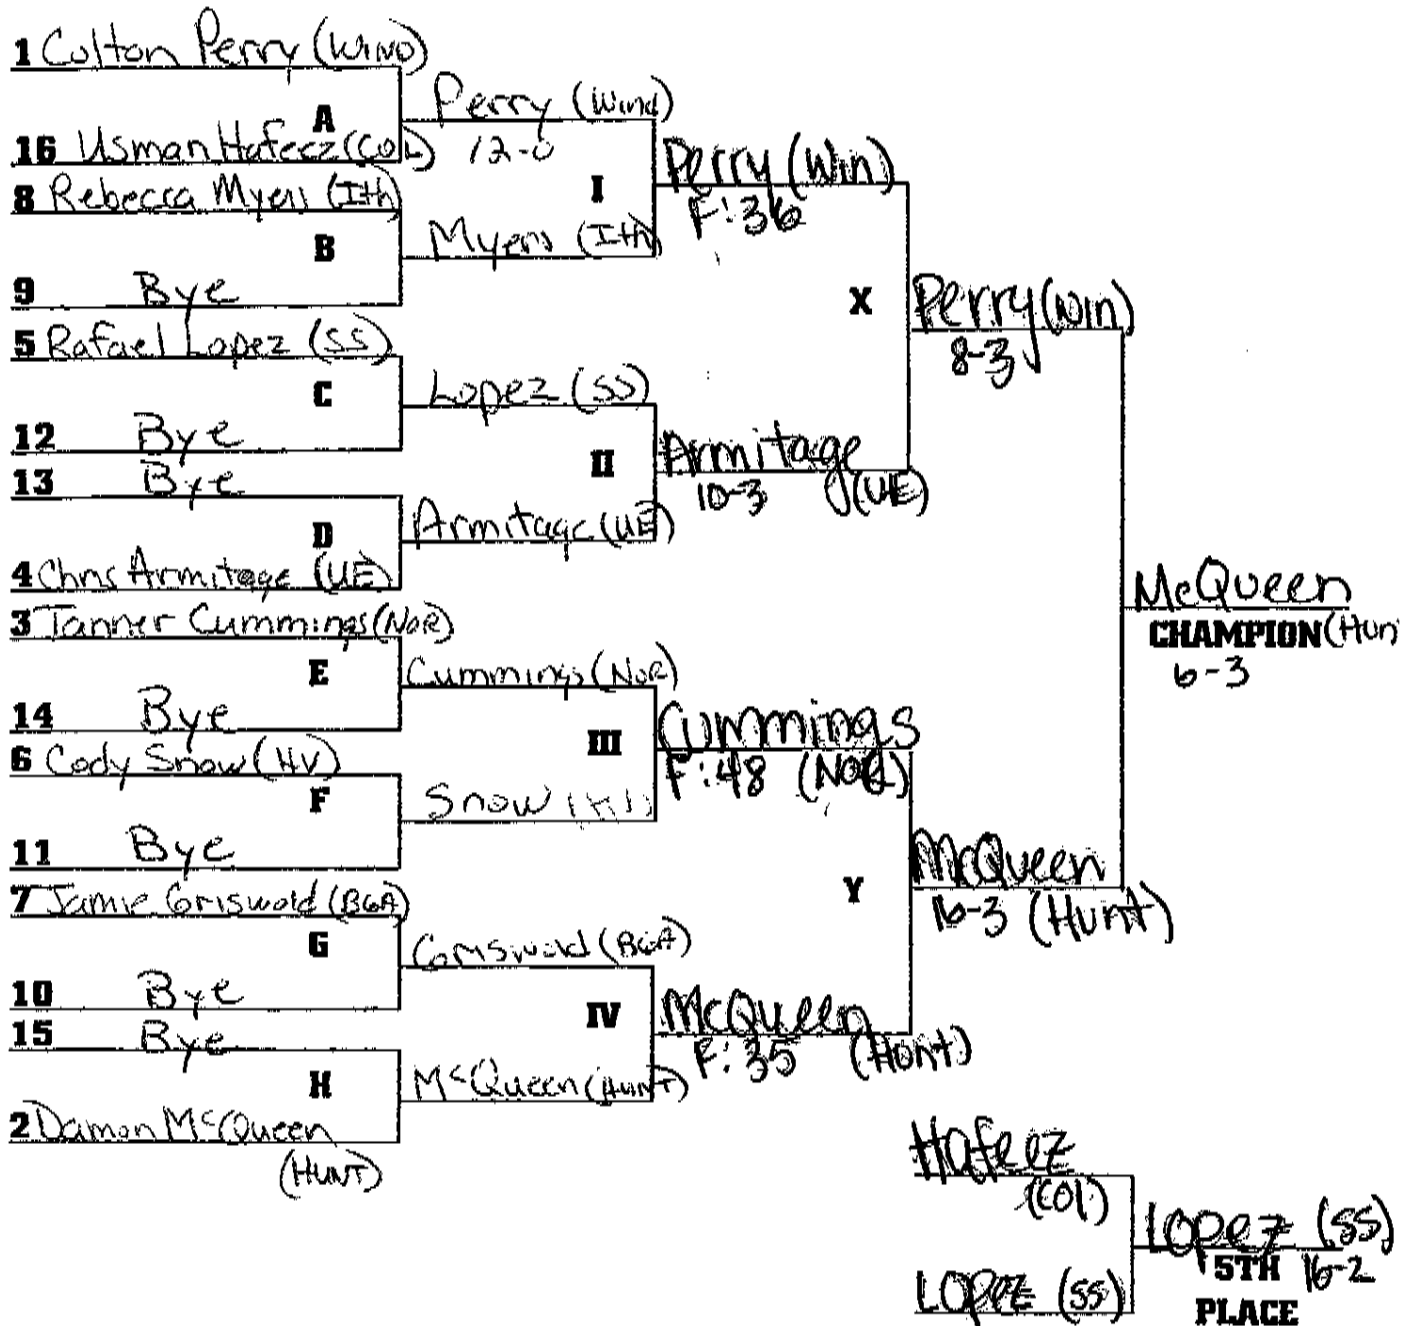 1 Colton Perry (WIND)
A
Perry (Wind)
12-0
16 Usman Hafeez (COL)
8 Rebecca Myers (Ith)
I
Perry (Win)
F:36
B
Myers (Ith)
9 Bye
5 Rafael Lopez (SS)
X
Perry (Win)
8-3
C
Lopez (SS)
12 Bye
13 Bye
II
Armitage
10-3 (UE)
D
Armitage (UE)
4 Chris Armitage (UE)
3 Tanner Cummings (NOR)
McQueen
CHAMPION (Hun
6-3
E
Cummings (NOR)
14 Bye
6 Cody Snow (HV)
III
Cummings
F:48 (NOR)
F
Snow
11 Bye
7 Jamie Griswold (BGA)
Y
McQueen
16-3 (Hunt)
G
Griswold (BGA)
10 Bye
15 Bye
IV
McQueen
F:35 (Hunt)
H
McQueen (HUNT)
2 Damon McQueen
(HUNT)
Hafeez
(COL)
Lopez (SS)
5TH 16-2
PLACE
Lopez (SS)